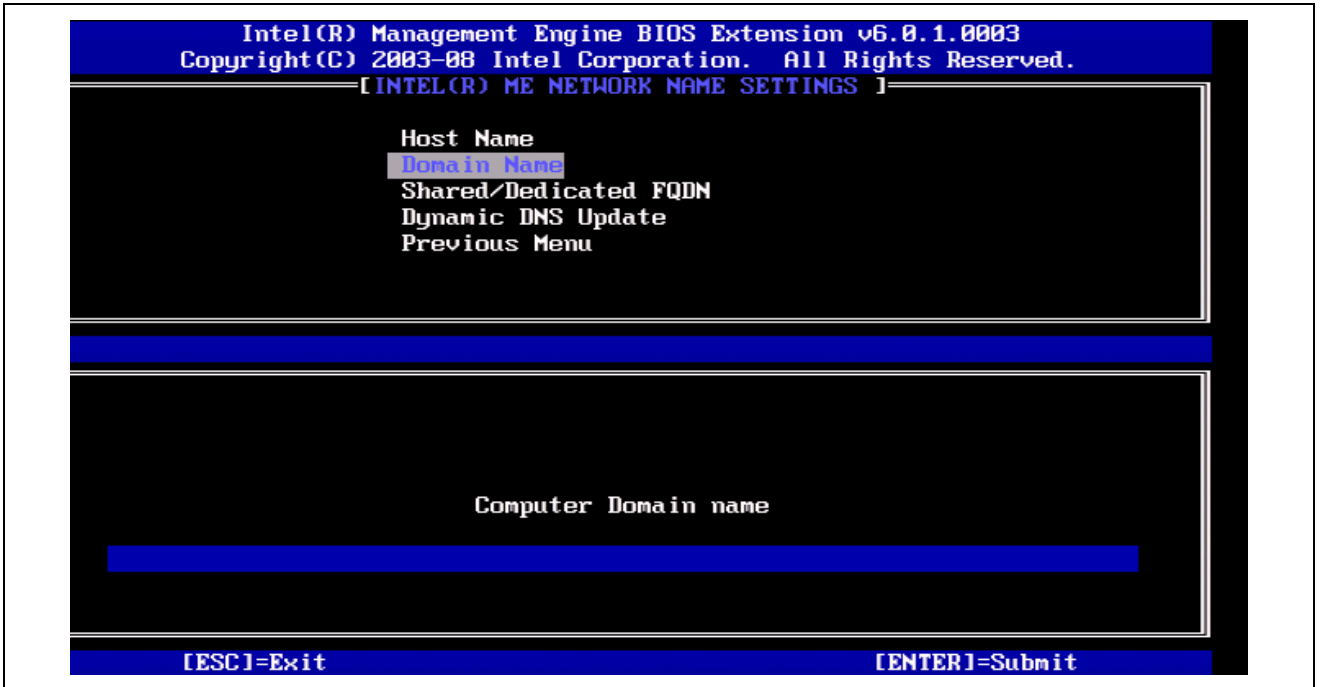 Intel(R) Management Engine BIOS Extension v6.0.1.0003
Copyright(C) 2003-08 Intel Corporation. All Rights Reserved.
[ INTEL(R) ME NETWORK NAME SETTINGS ]
Host Name
Domain Name
Shared/Dedicated FQDN
Dynamic DNS Update
Previous Menu
Computer Domain name
[ESC]=Exit [ENTER]=Submit